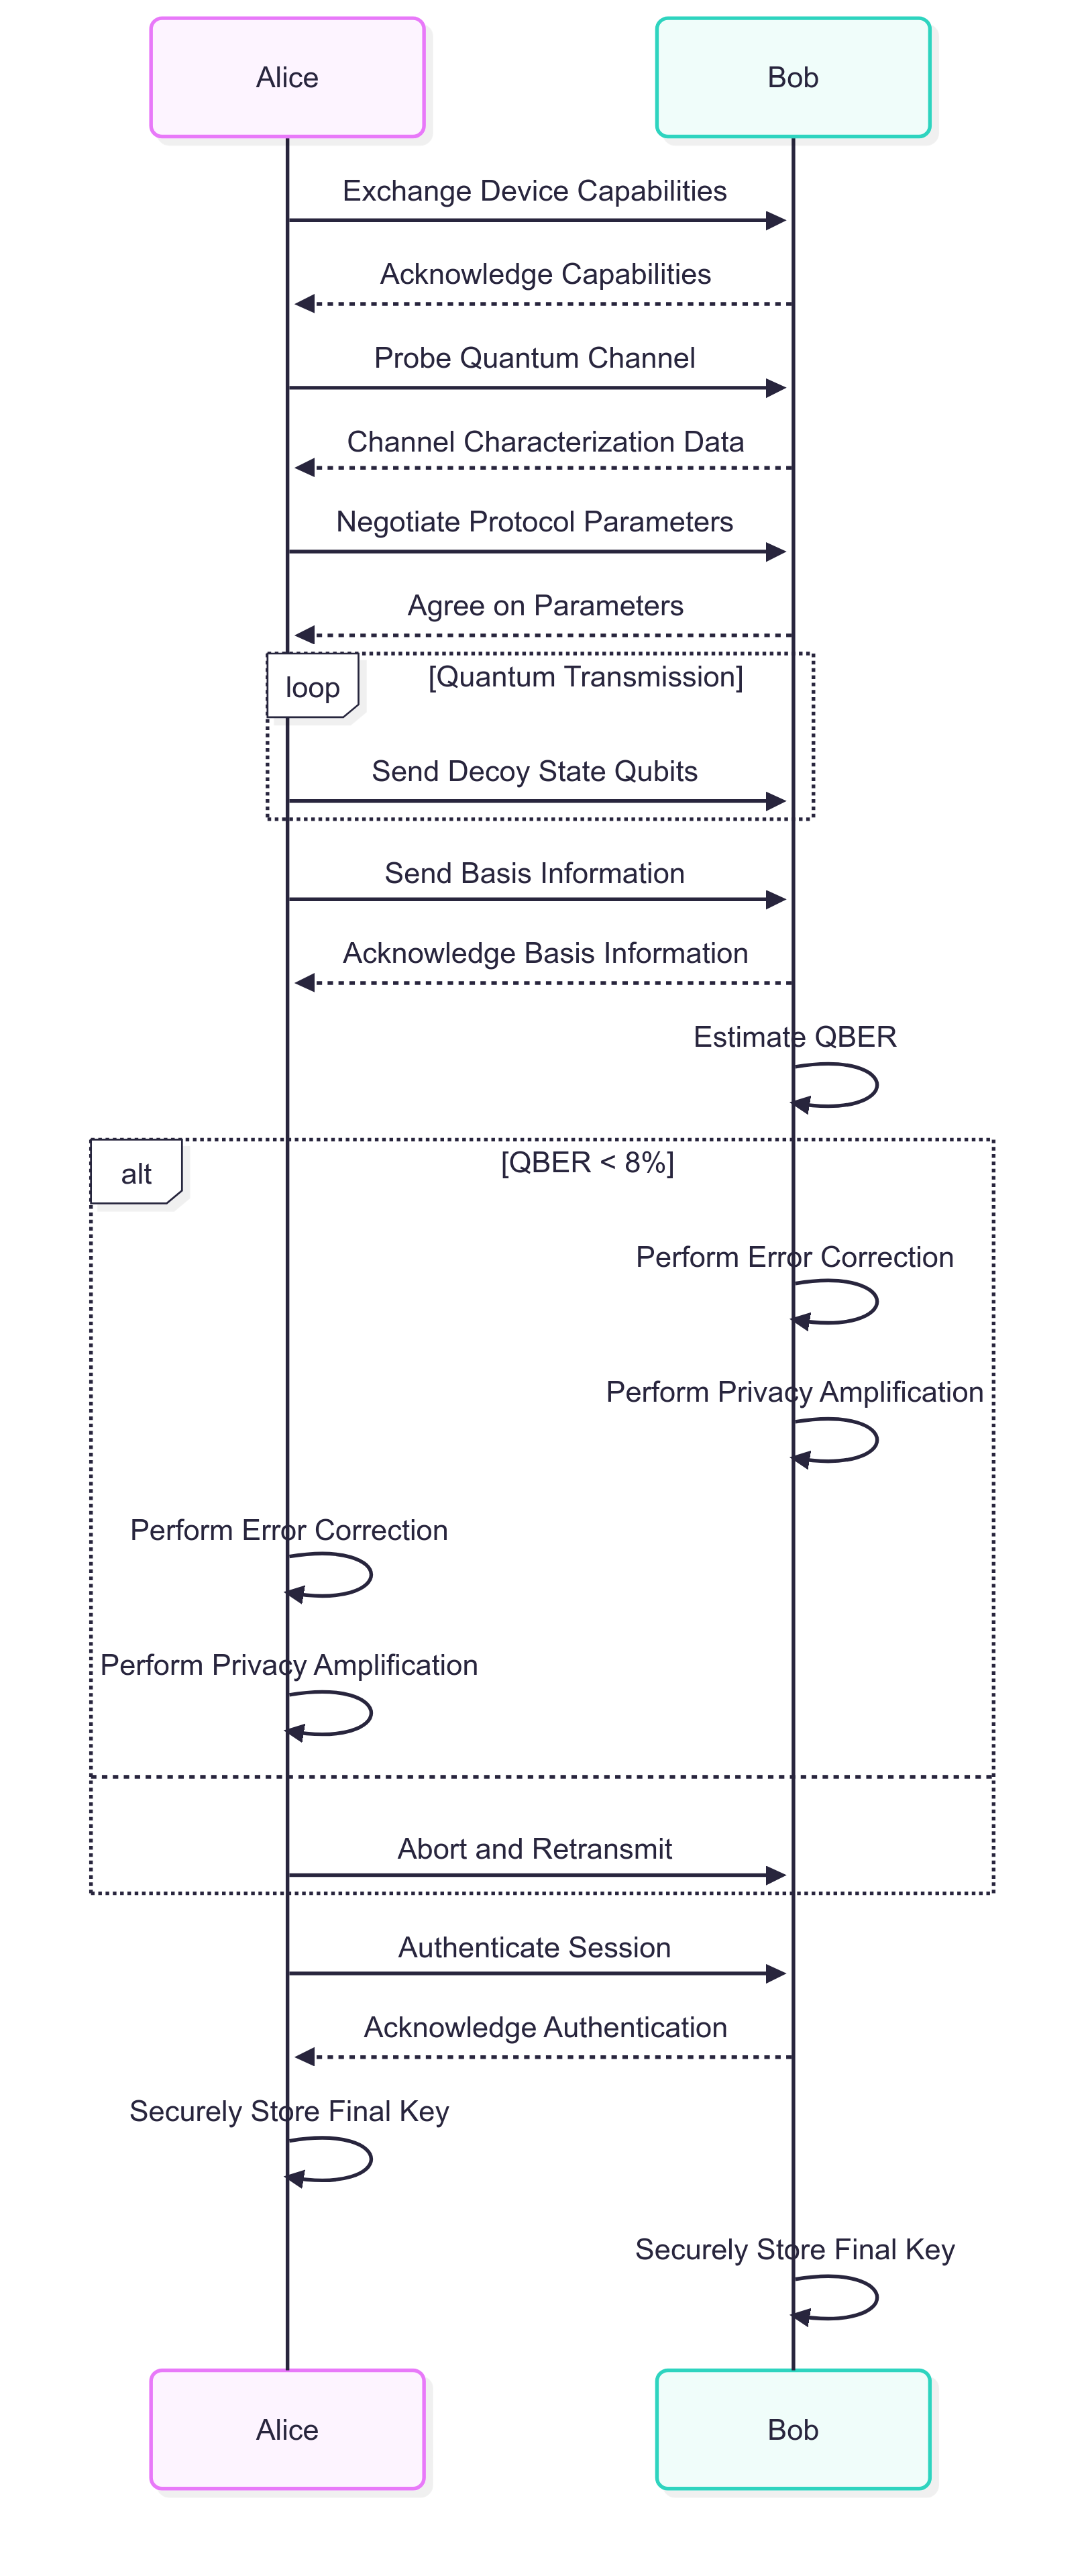 Alice
Bob
Exchange Device Capabilities
Acknowledge Capabilities
Probe Quantum Channel
Channel Characterization Data
Negotiate Protocol Parameters
Agree on Parameters
loop
[Quantum Transmission]
Send Decoy State Qubits
Send Basis Information
Acknowledge Basis Information
Estimate QBER
alt
[QBER < 8%]
Perform Error Correction
Perform Privacy Amplification
Perform Error Correction
Perform Privacy Amplification
Abort and Retransmit
Authenticate Session
Acknowledge Authentication
Securely Store Final Key
Securely Store Final Key
Alice
Bob